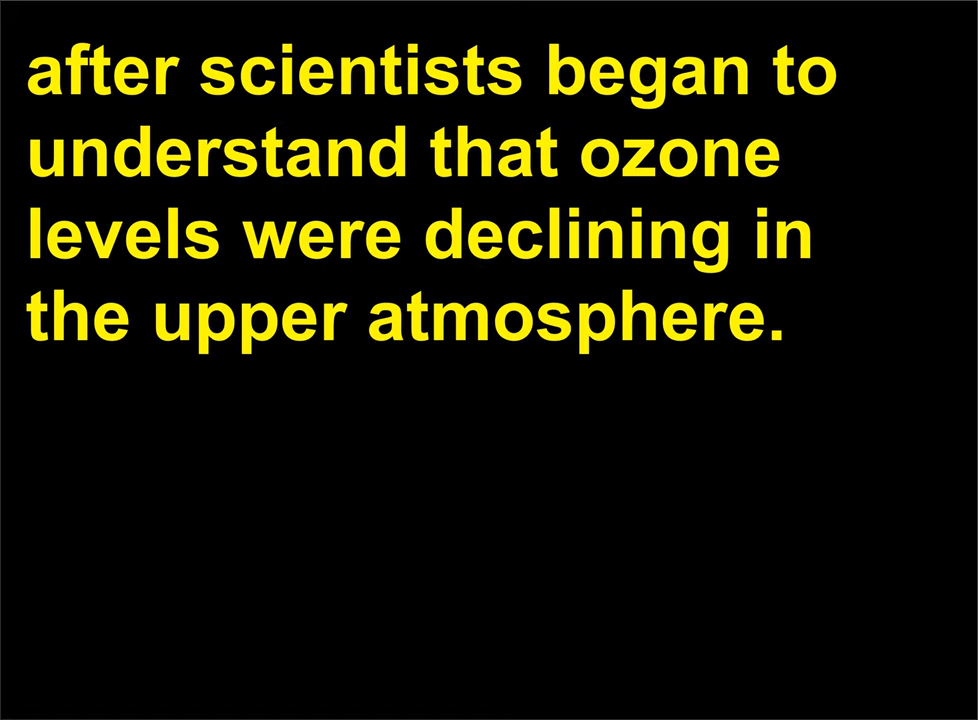 after scientists began to
understand that ozone
levels were declining in
the upper atmosphere.